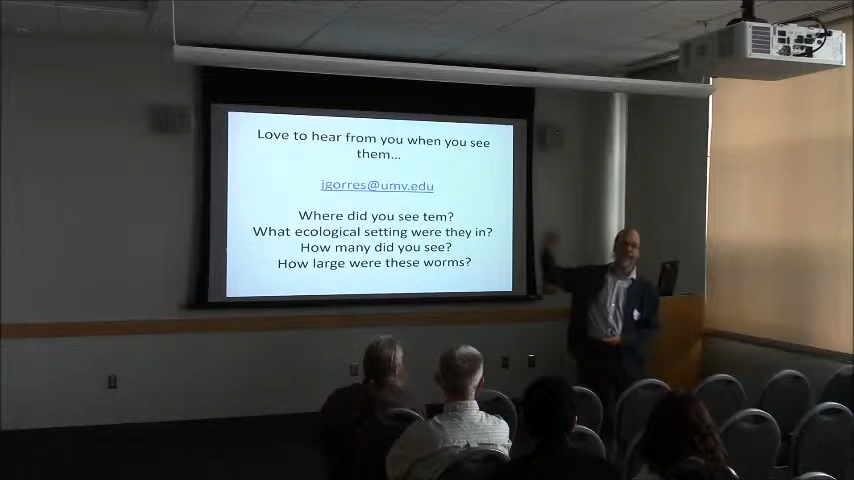 Love to hear from you when you see
them...
jgorres@umv.edu
Where did you see tem?
What ecological setting were they in?
How many did you see?
How large were these worms?